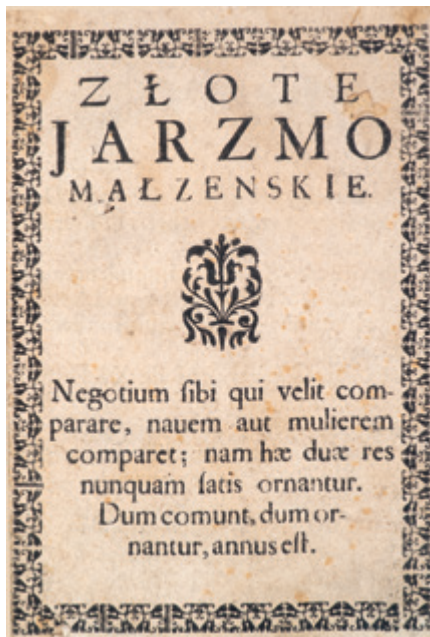 ZŁOTE
JARZMO
MAŁZENSKIE.
Negotium ſibi qui velit com-
parare, nauem aut mulierem
comparet; nam hæ duæ res
nunquam ſatis ornantur.
Dum comunt, dum or-
nantur, annus eſt.